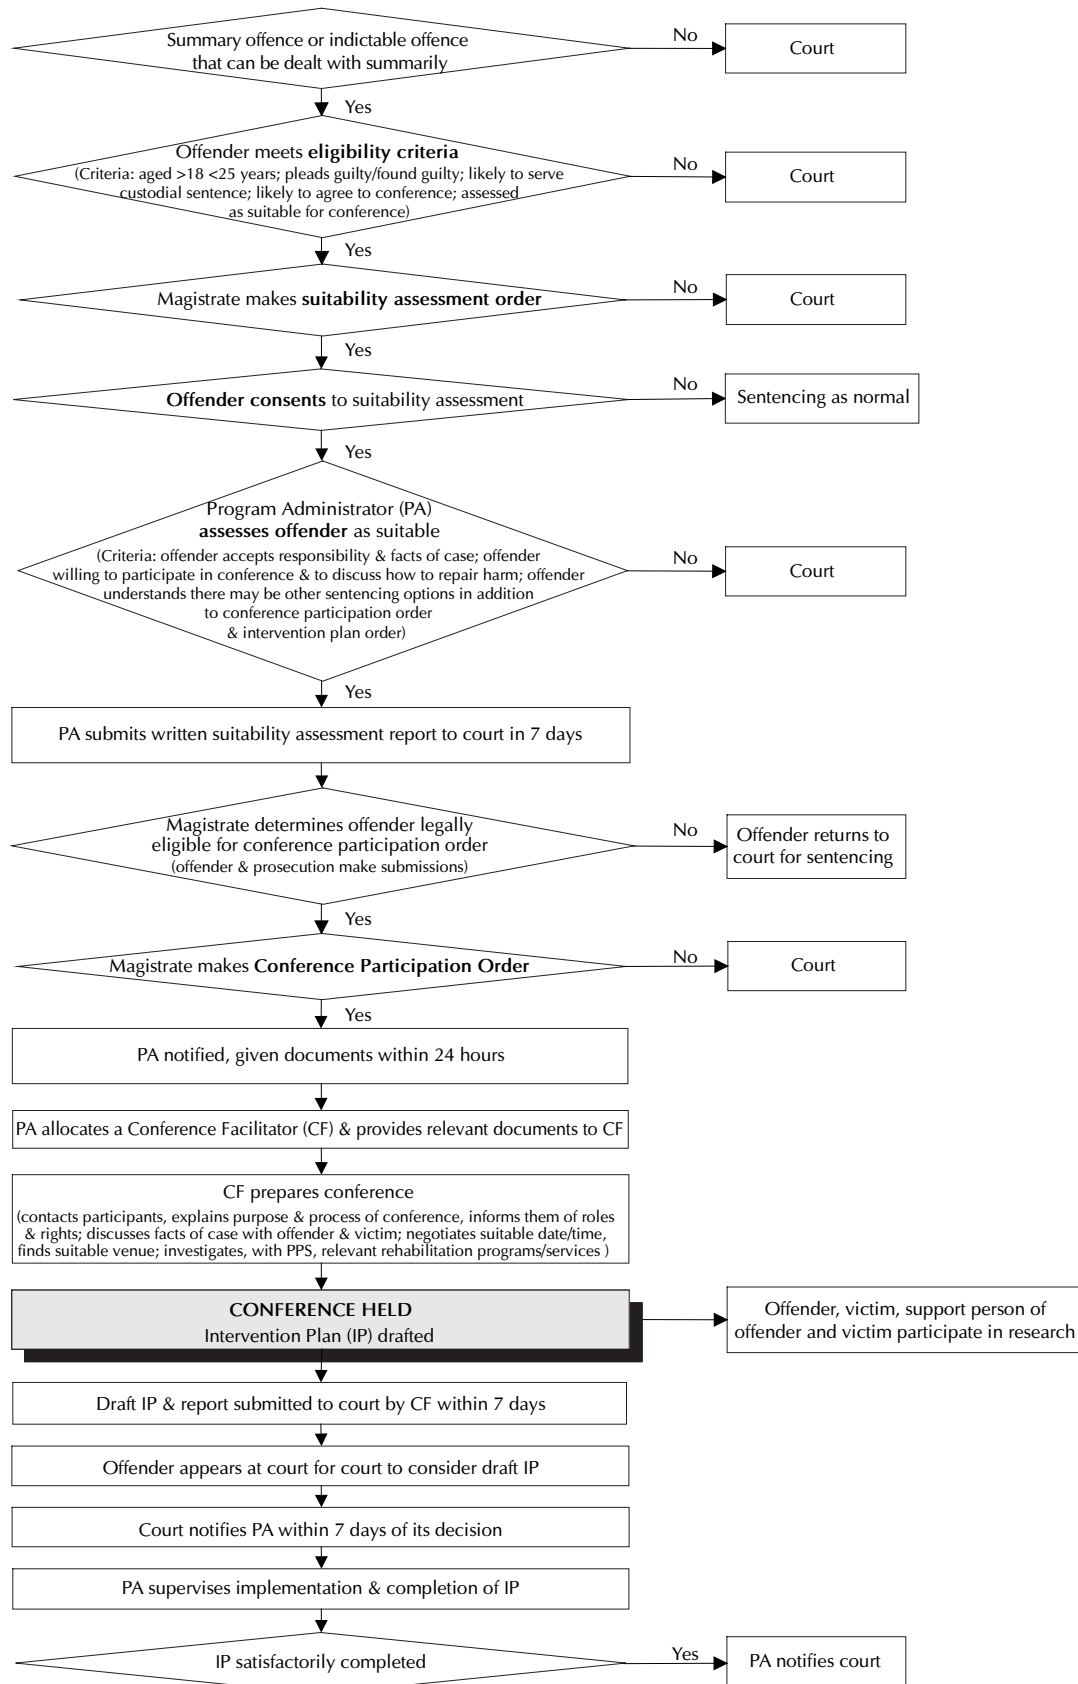 Summary offence or indictable offence
that can be dealt with summarily
No
Court
Yes
Offender meets eligibility criteria
(Criteria: aged >18 <25 years; pleads guilty/found guilty; likely to serve
custodial sentence; likely to agree to conference; assessed
as suitable for conference)
No
Court
Yes
Magistrate makes suitability assessment order
No
Court
Yes
Offender consents to suitability assessment
No
Sentencing as normal
Yes
Program Administrator (PA)
assesses offender as suitable
(Criteria: offender accepts responsibility & facts of case; offender
willing to participate in conference & to discuss how to repair harm; offender
understands there may be other sentencing options in addition
to conference participation order
& intervention plan order)
No
Court
Yes
PA submits written suitability assessment report to court in 7 days
Magistrate determines offender legally
eligible for conference participation order
(offender & prosecution make submissions)
No
Offender returns to
court for sentencing
Yes
Magistrate makes Conference Participation Order
No
Court
Yes
PA notified, given documents within 24 hours
PA allocates a Conference Facilitator (CF) & provides relevant documents to CF
CF prepares conference
(contacts participants, explains purpose & process of conference, informs them of roles
& rights; discusses facts of case with offender & victim; negotiates suitable date/time,
finds suitable venue; investigates, with PPS, relevant rehabilitation programs/services )
CONFERENCE HELD
Intervention Plan (IP) drafted
Offender, victim, support person of
offender and victim participate in research
Draft IP & report submitted to court by CF within 7 days
Offender appears at court for court to consider draft IP
Court notifies PA within 7 days of its decision
PA supervises implementation & completion of IP
IP satisfactorily completed
Yes
PA notifies court